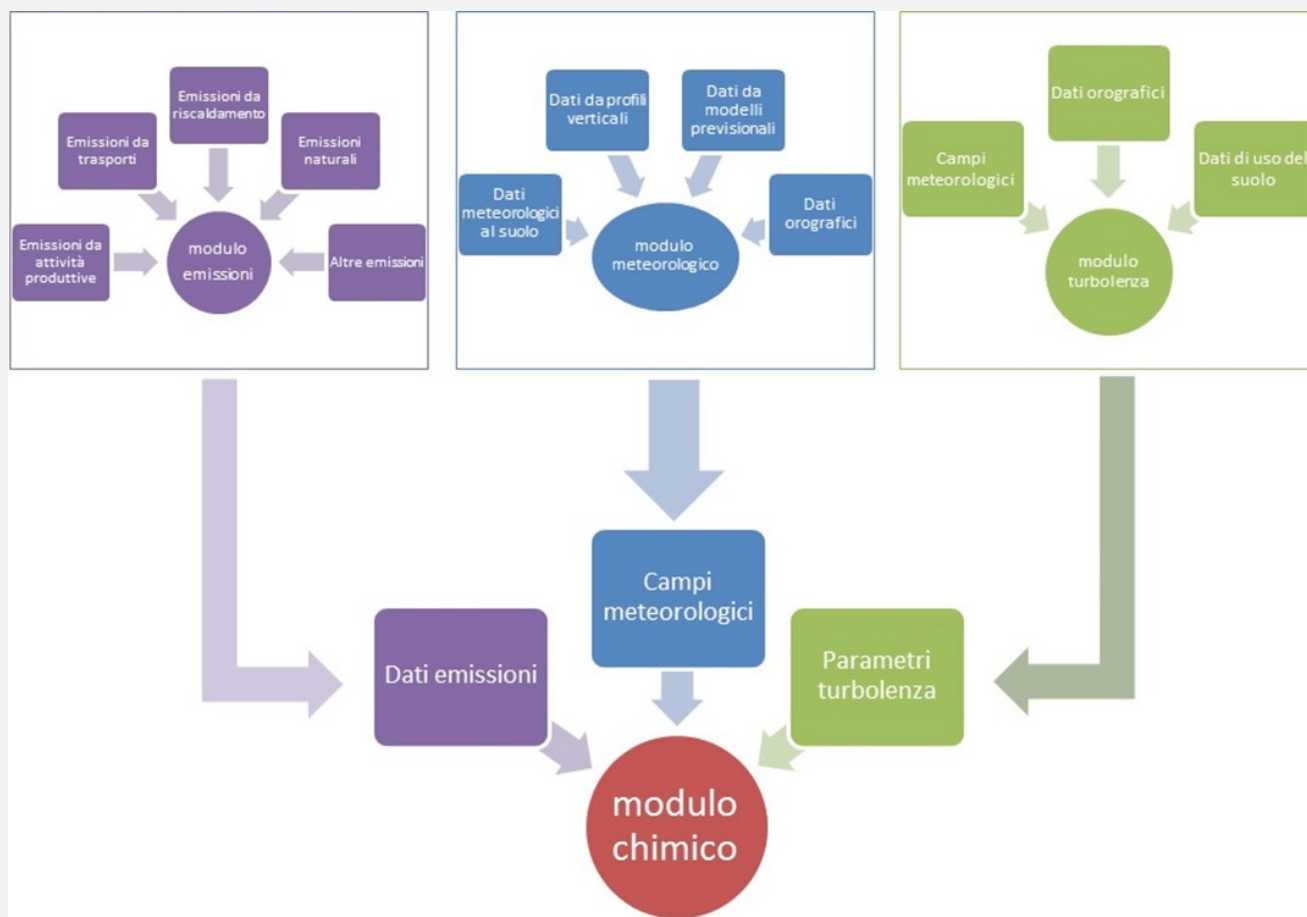 Emissioni da
riscaldamento
Emissioni da
trasporti
Emissioni
naturali
Emissioni da
attività
produttive
modulo
emissioni
Altre emissioni
Dati da profili
verticali
Dati da
modelli
previsionali
Dati
meteorologici
al suolo
modulo
meteorologico
Dati
orografici
Dati orografici
Campi
meteorologici
Dati di uso del
suolo
modulo
turbolenza
Campi
meteorologici
Dati emissioni
Parametri
turbolenza
modulo
chimico